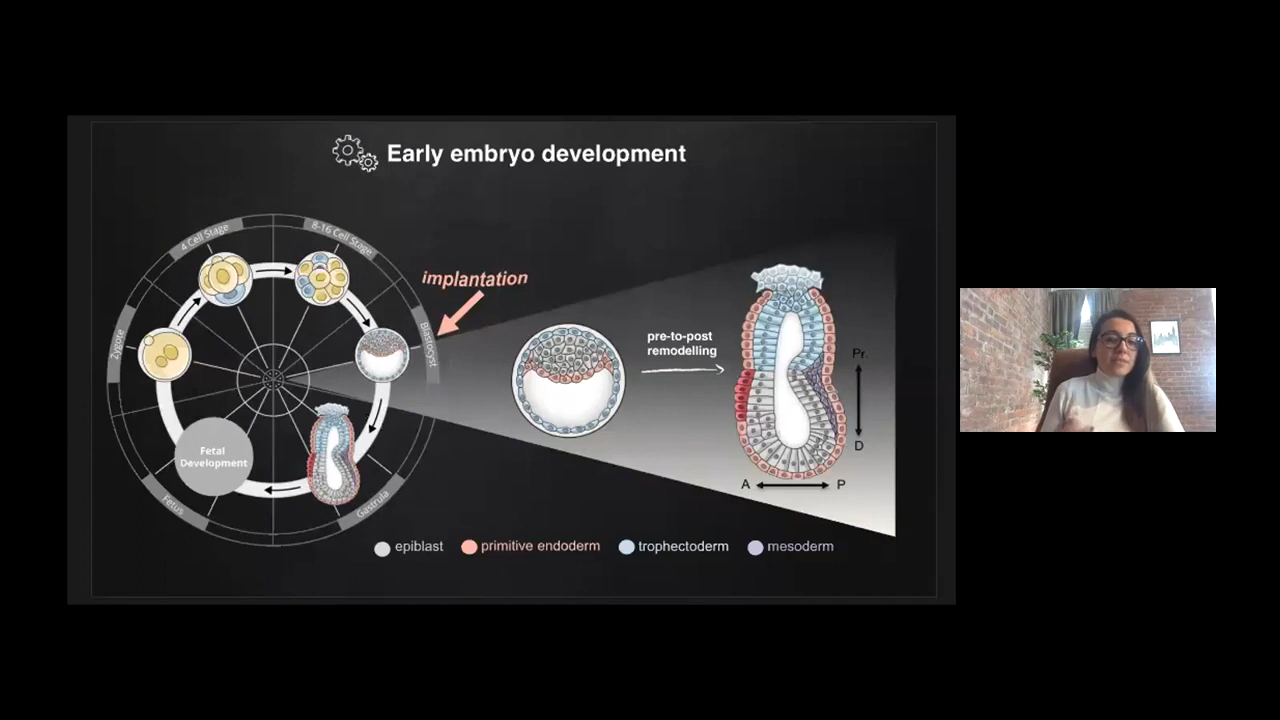 Early embryo development
4 Cell Stage
8-16 Cell Stage
Zygote
Blastocyst
Fetal
Development
Fetus
Gastrula
implantation
pre-to-post
remodelling
Pr.
D
A
P
epiblast
primitive endoderm
trophectoderm
mesoderm